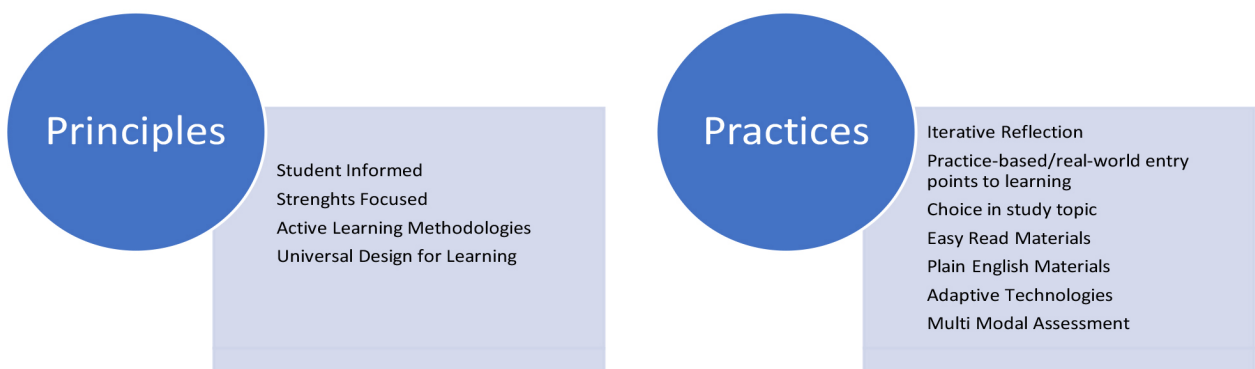 Principles
Student Informed
Strenghts Focused
Active Learning Methodologies
Universal Design for Learning
Practices
Iterative Reflection
Practice-based/real-world entry
points to learning
Choice in study topic
Easy Read Materials
Plain English Materials
Adaptive Technologies
Multi Modal Assessment